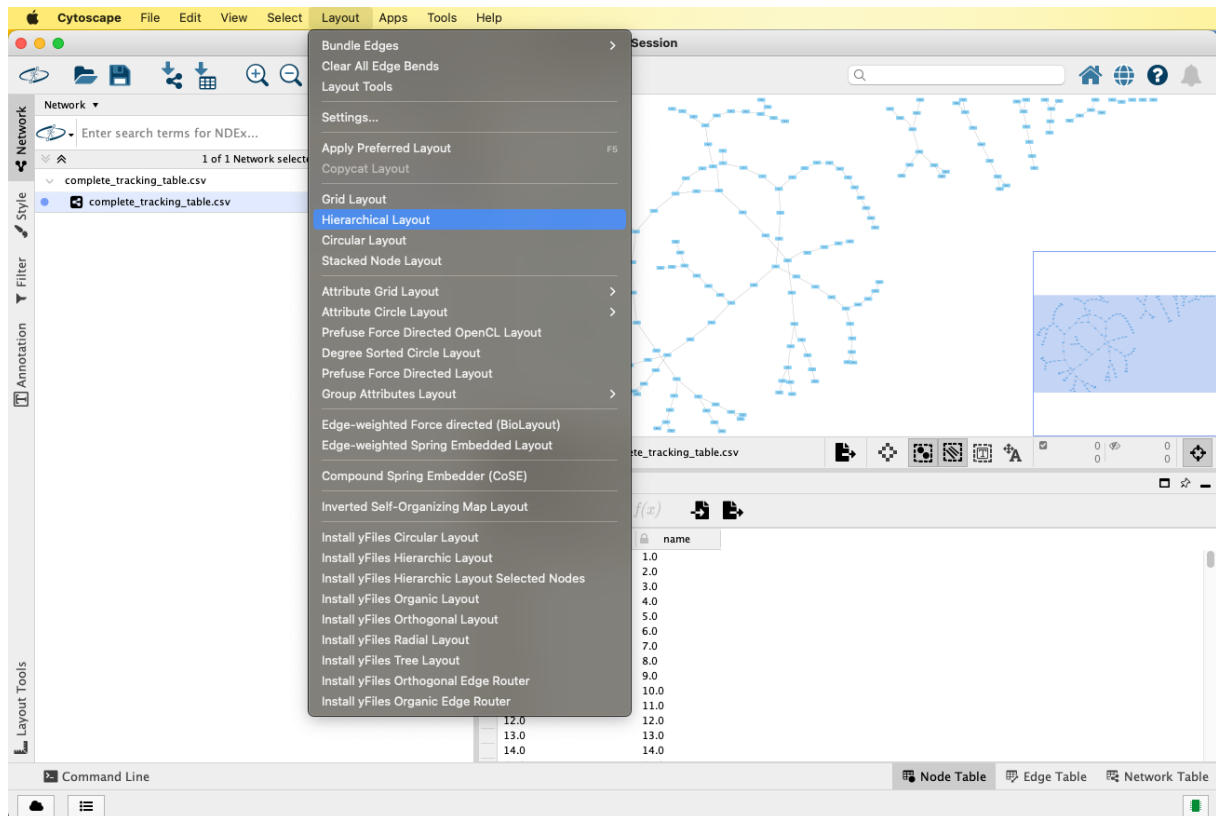 Cytoscape File Edit View Select Layout Apps Tools Help
Session
Network
Enter search terms for NDEx...
1 of 1 Network selecte
complete_tracking_table.csv
complete_tracking_table.csv
Network
Style
Filter
Annotation
Layout Tools
Bundle Edges
Clear All Edge Bends
Layout Tools
Settings...
Apply Preferred Layout F5
Copycat Layout
Grid Layout
Hierarchical Layout
Circular Layout
Stacked Node Layout
Attribute Grid Layout
Attribute Circle Layout
Prefuse Force Directed OpenCL Layout
Degree Sorted Circle Layout
Prefuse Force Directed Layout
Group Attributes Layout
Edge-weighted Force directed (BioLayout)
Edge-weighted Spring Embedded Layout
Compound Spring Embedder (CoSE)
Inverted Self-Organizing Map Layout
Install yFiles Circular Layout
Install yFiles Hierarchic Layout
Install yFiles Hierarchic Layout Selected Nodes
Install yFiles Organic Layout
Install yFiles Orthogonal Layout
Install yFiles Radial Layout
Install yFiles Tree Layout
Install yFiles Orthogonal Edge Router
Install yFiles Organic Edge Router
ete_tracking_table.csv
0 0
0 0
f(x)
name
1.0
2.0
3.0
4.0
5.0
6.0
7.0
8.0
9.0
10.0
11.0
12.0 12.0
13.0 13.0
14.0 14.0
Command Line
Node Table Edge Table Network Table